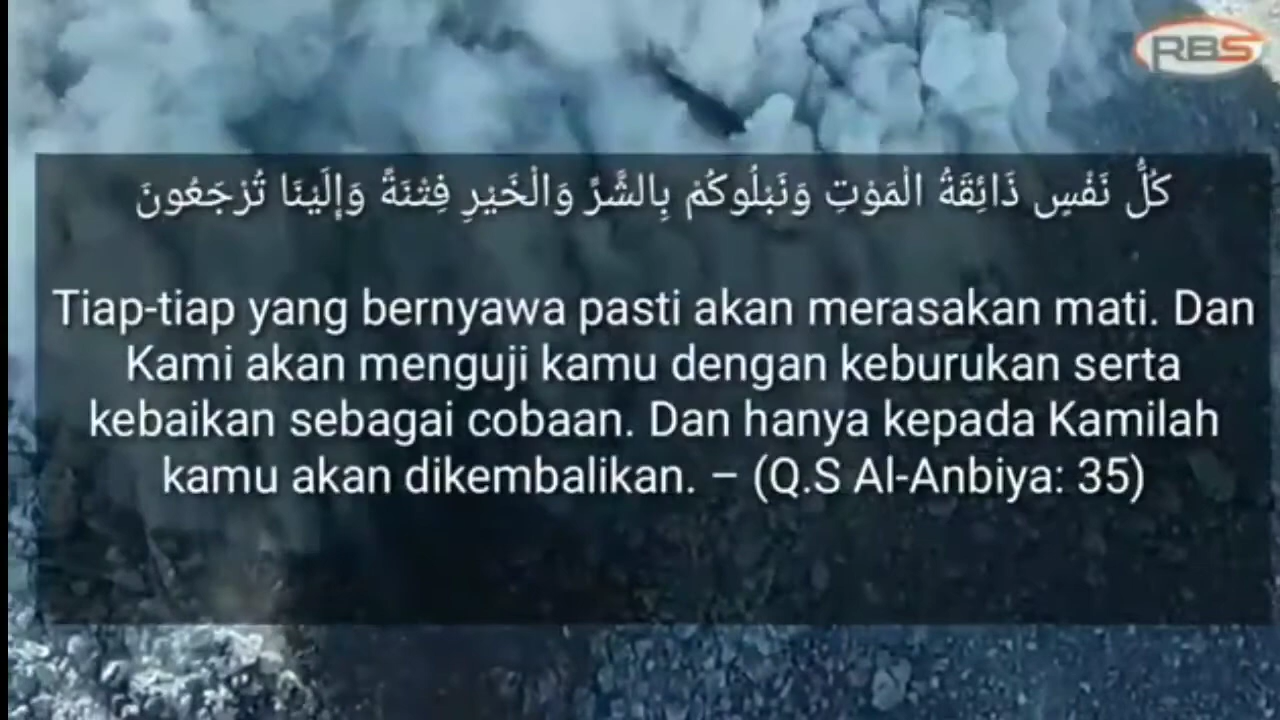 RBS
كُلُّ نَفْسٍ ذَائِقَةُ الْمَوْتِ وَنَبْلُوكُمْ بِالشَّرِّ وَالْخَيْرِ فِتْنَةً وَإِلَيْنَا تُرْجَعُونَ
Tiap-tiap yang bernyawa pasti akan merasakan mati. Dan
Kami akan menguji kamu dengan keburukan serta
kebaikan sebagai cobaan. Dan hanya kepada Kamilah
kamu akan dikembalikan. – (Q.S Al-Anbiya: 35)